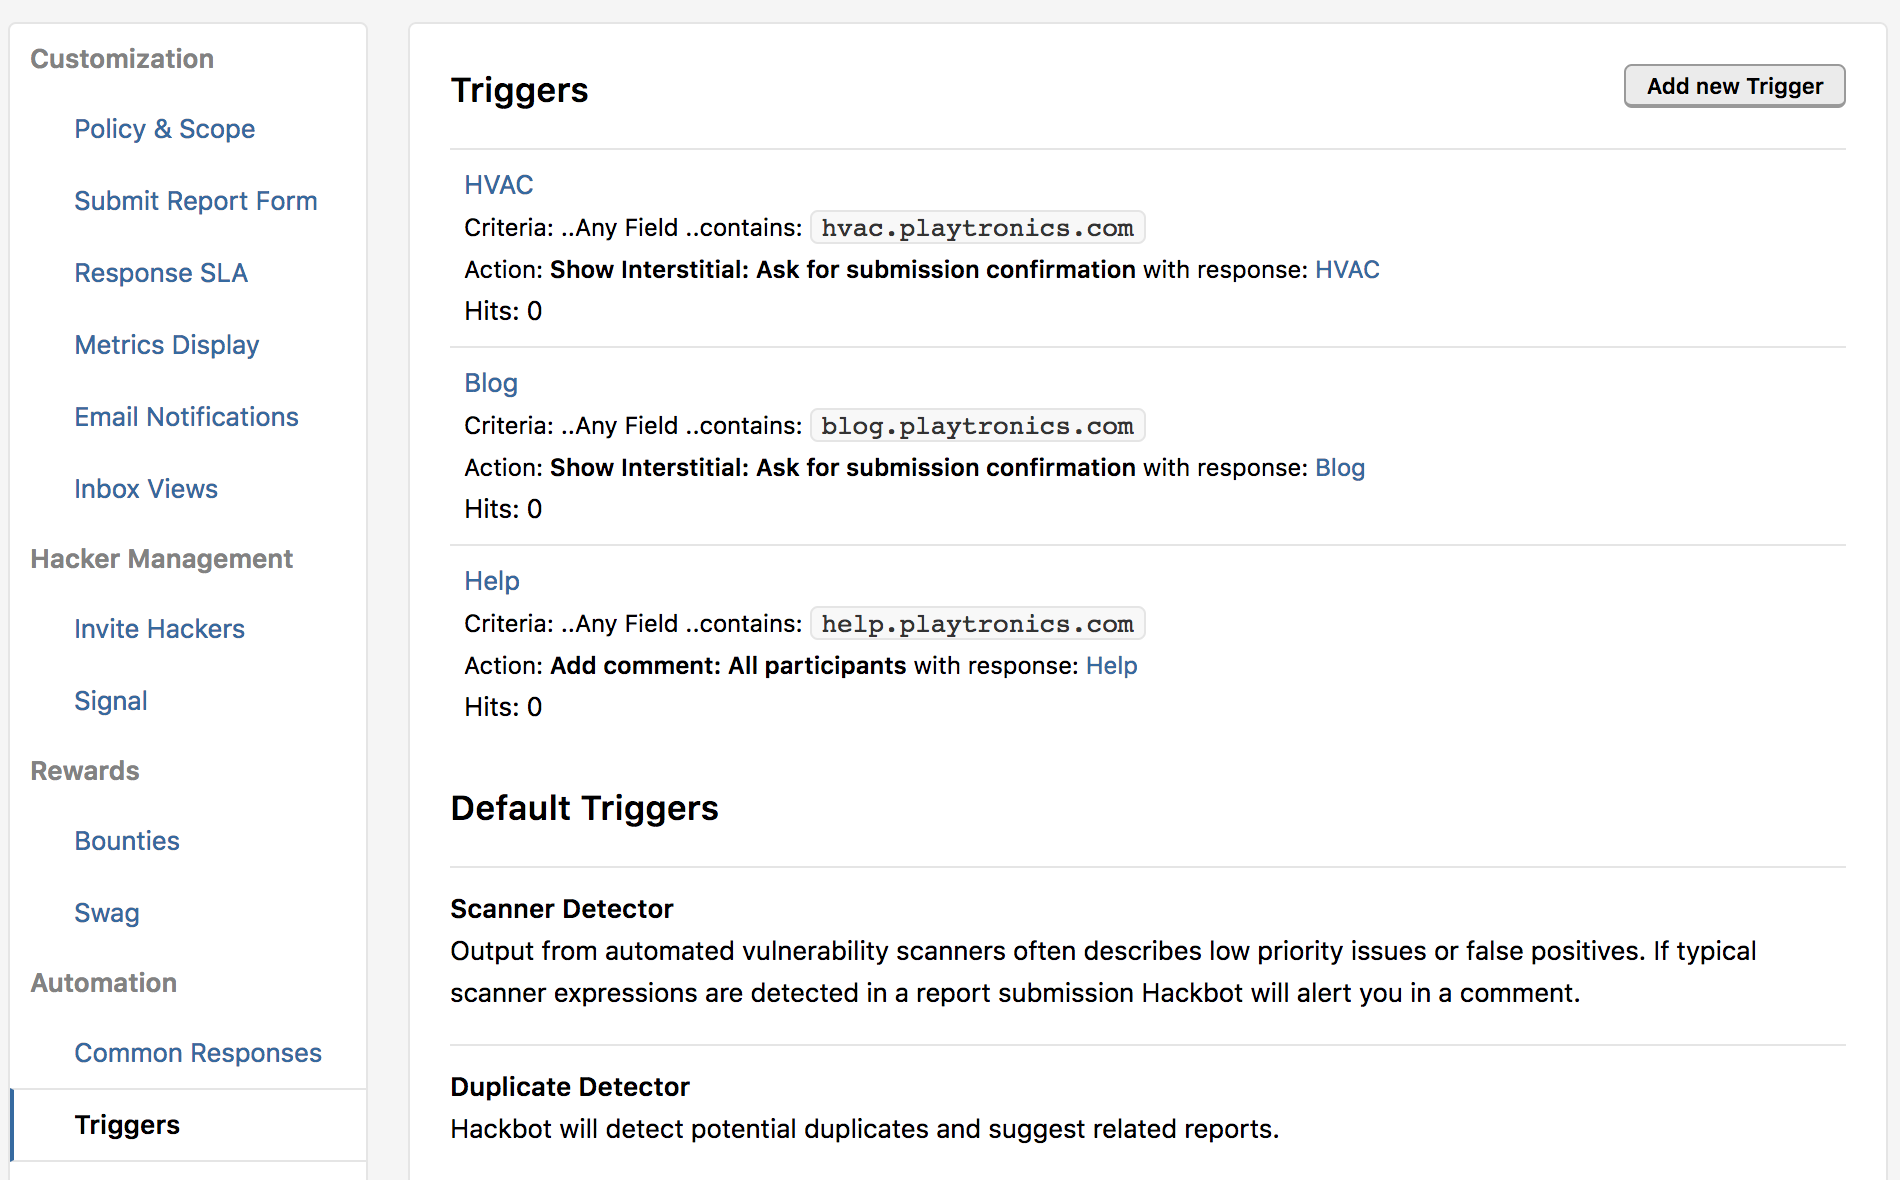 Customization
Policy & Scope
Submit Report Form
Response SLA
Metrics Display
Email Notifications
Inbox Views
Hacker Management
Invite Hackers
Signal
Rewards
Bounties
Swag
Automation
Common Responses
Triggers
Triggers
Add new Trigger
HVAC
Criteria: ..Any Field ..contains: hvac.playtronics.com
Action: Show Interstitial: Ask for submission confirmation with response: HVAC
Hits: 0
Blog
Criteria: ..Any Field ..contains: blog.playtronics.com
Action: Show Interstitial: Ask for submission confirmation with response: Blog
Hits: 0
Help
Criteria: ..Any Field ..contains: help.playtronics.com
Action: Add comment: All participants with response: Help
Hits: 0
Default Triggers
Scanner Detector
Output from automated vulnerability scanners often describes low priority issues or false positives. If typical
scanner expressions are detected in a report submission Hackbot will alert you in a comment.
Duplicate Detector
Hackbot will detect potential duplicates and suggest related reports.